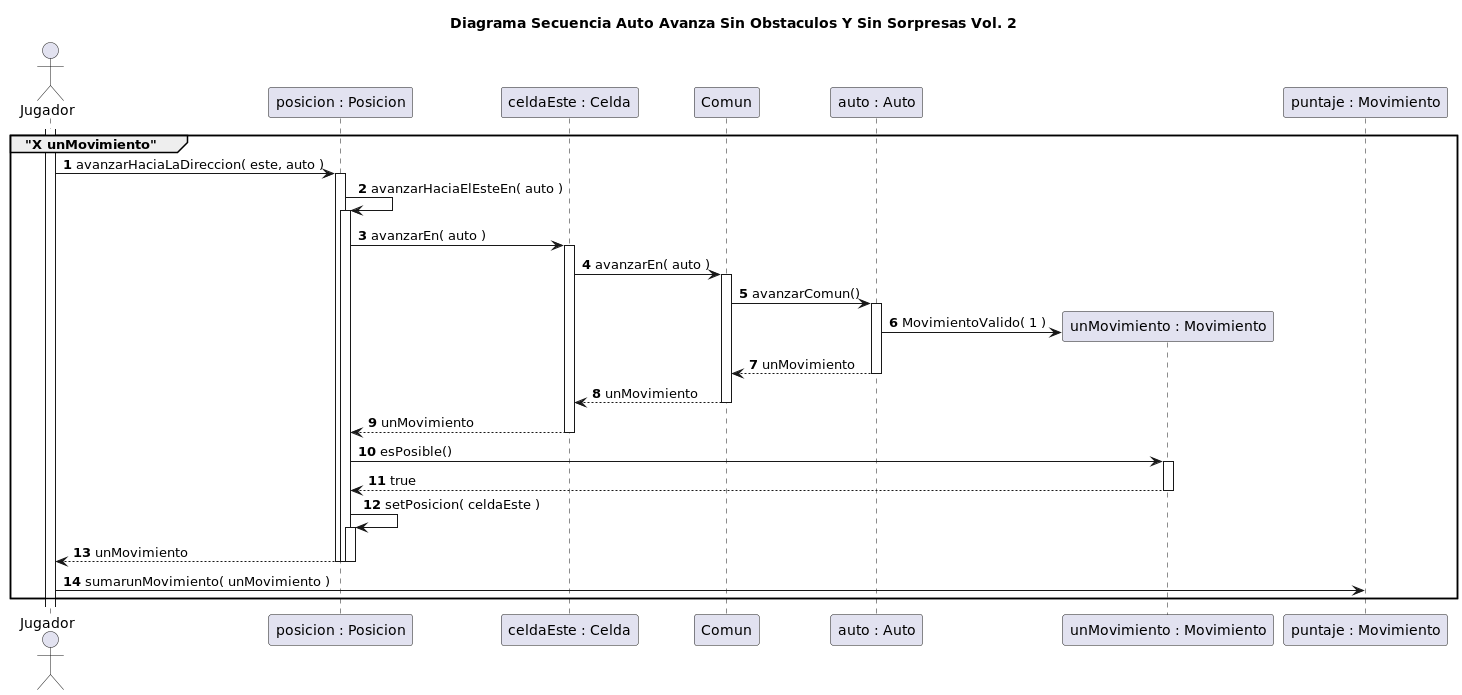 Diagrama Secuencia Auto Avanza Sin Obstaculos Y Sin Sorpresas Vol. 2
Jugador
posicion : Posicion
celdaEste : Celda
Comun
auto : Auto
puntaje : Movimiento
"X unMovimiento"
1 avanzarHaciaLaDireccion( este, auto )
2 avanzarHaciaElEsteEn( auto )
3 avanzarEn( auto )
4 avanzarEn( auto )
5 avanzarComun()
6 MovimientoValido( 1 )
unMovimiento : Movimiento
7 unMovimiento
8 unMovimiento
9 unMovimiento
10 esPosible()
11 true
12 setPosicion( celdaEste )
13 unMovimiento
14 sumarunMovimiento( unMovimiento )
Jugador
posicion : Posicion
celdaEste : Celda
Comun
auto : Auto
unMovimiento : Movimiento
puntaje : Movimiento